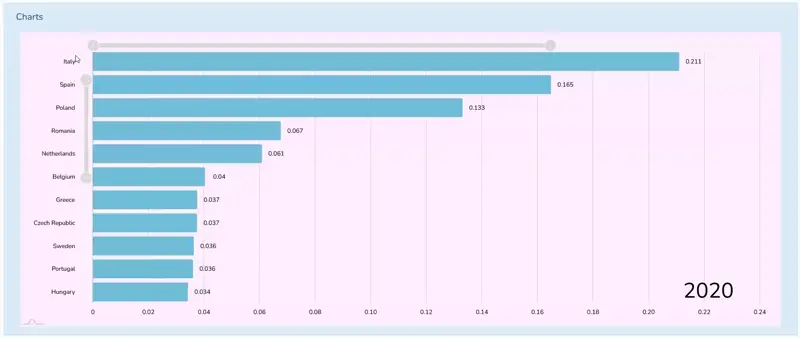 Charts
Italy 0.211
Spain 0.165
Poland 0.133
Romania 0.067
Netherlands 0.061
Belgium 0.04
Greece 0.037
Czech Republic 0.037
Sweden 0.036
Portugal 0.036
Hungary 0.034
2020
0 0.02 0.04 0.06 0.08 0.10 0.12 0.14 0.16 0.18 0.20 0.22 0.24